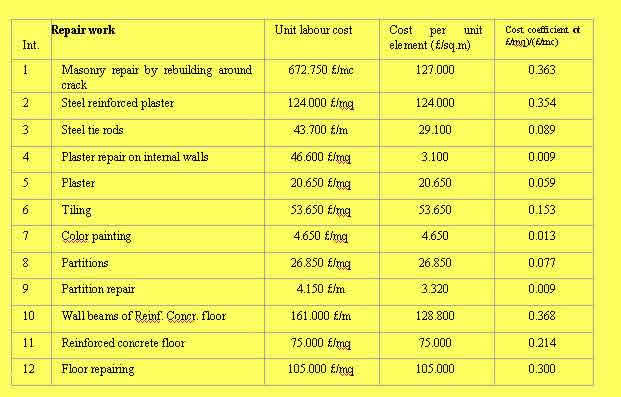 Int. Repair work Unit labour cost Cost per unit element (£/sq.m) Cost coefficient ct £/mq)/(£/mc)
1 Masonry repair by rebuilding around crack 672.750 £/mc 127.000 0.363
2 Steel reinforced plaster 124.000 £/mq 124.000 0.354
3 Steel tie rods 43.700 £/m 29.100 0.089
4 Plaster repair on internal walls 46.600 £/mq 3.100 0.009
5 Plaster 20.650 £/mq 20.650 0.059
6 Tiling 53.650 £/mq 53.650 0.153
7 Color painting 4.650 £/mq 4.650 0.013
8 Partitions 26.850 £/mq 26.850 0.077
9 Partition repair 4.150 £/m 3.320 0.009
10 Wall beams of Reinf. Concr. floor 161.000 £/m 128.800 0.368
11 Reinforced concrete floor 75.000 £/mq 75.000 0.214
12 Floor repairing 105.000 £/mq 105.000 0.300